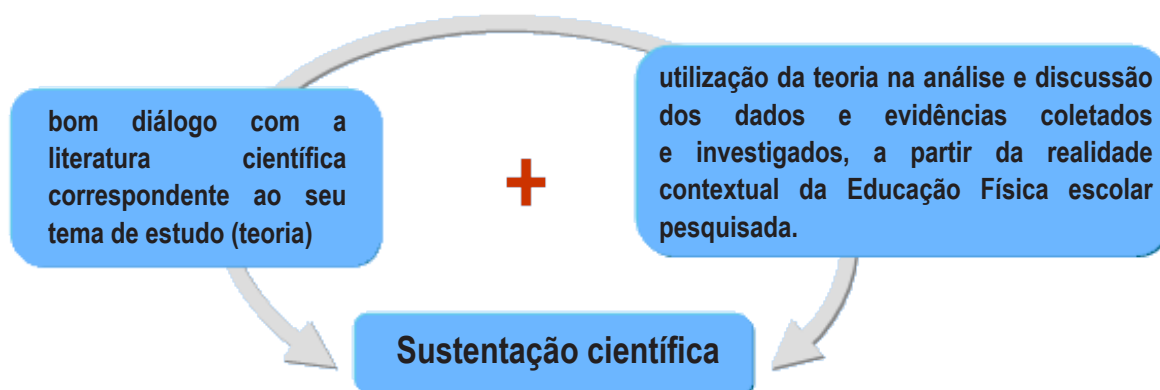 bom diálogo com a
literatura científica
correspondente ao seu
tema de estudo (teoria)
+
utilização da teoria na análise e discussão
dos dados e evidências coletados
e investigados, a partir da realidade
contextual da Educação Física escolar
pesquisada.
Sustentação científica